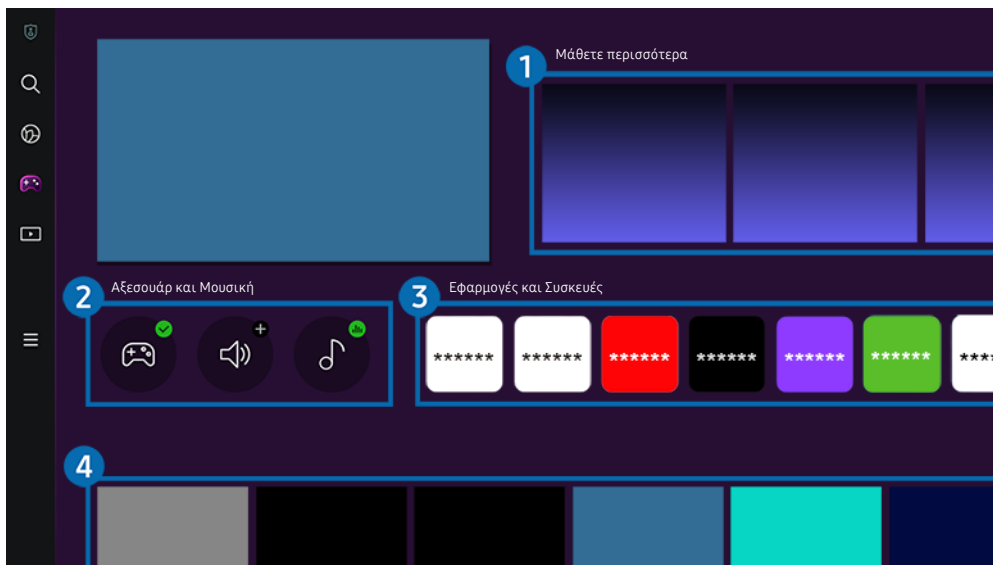 1 Μάθετε περισσότερα
2 Αξεσουάρ και Μουσική
3 Εφαρμογές και Συσκευές
****** ****** ****** ****** ****** ****** ****
4